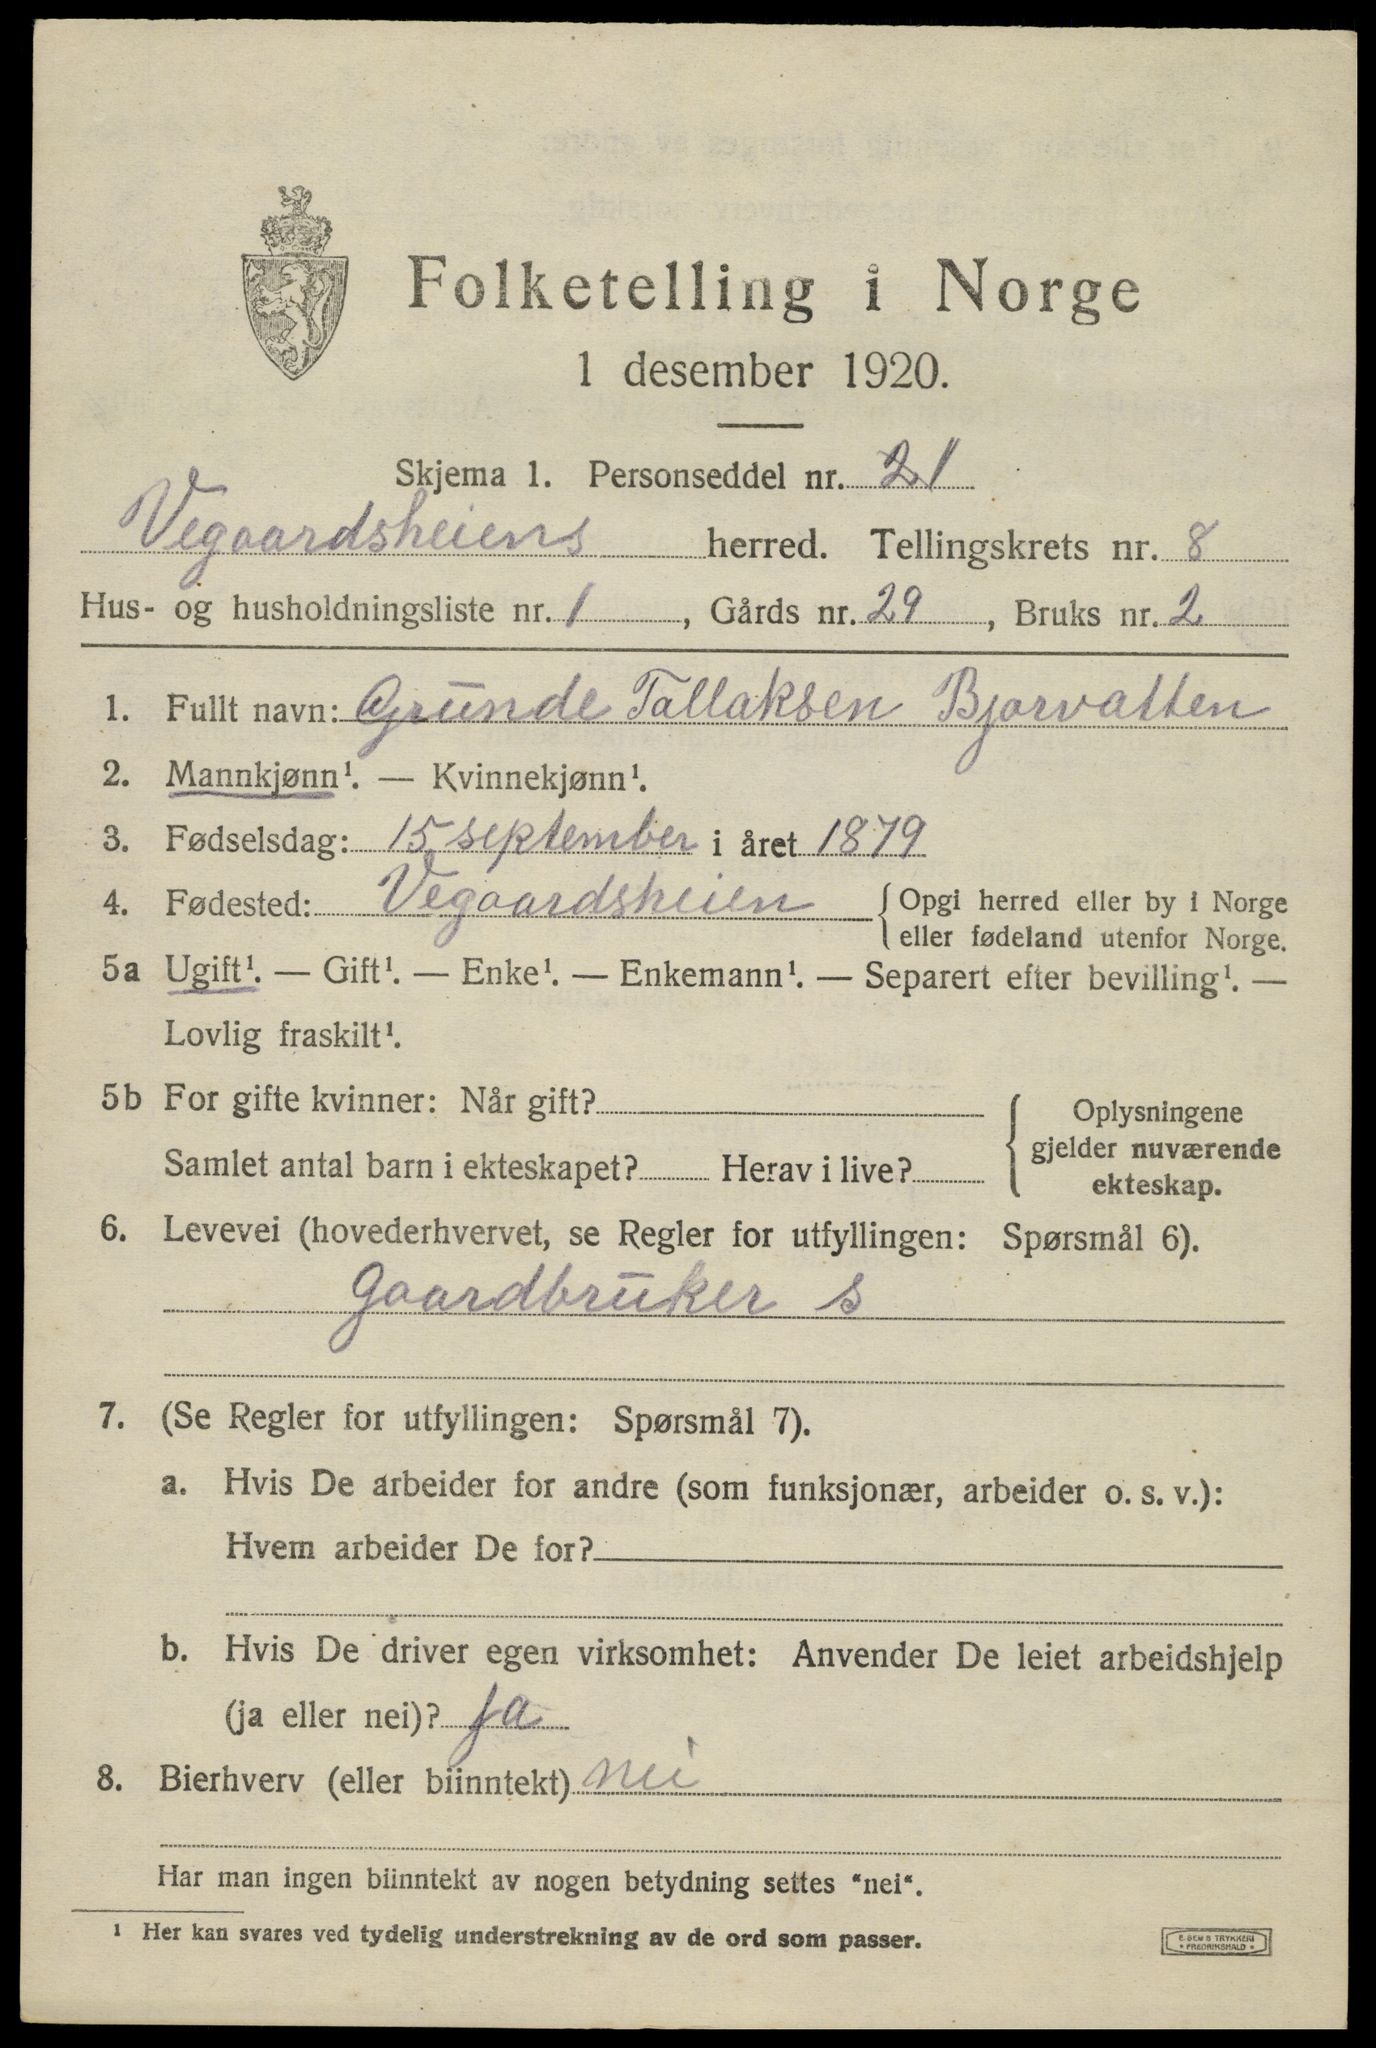 Folketelling i Norge
1 desember 1920.
Skjema 1. Personseddel nr. 21
Vegaardsheiens herred. Tellingskrets nr. 8
Hus- og husholdningsliste nr. 1, Gårds nr. 29, Bruks nr. 2
1. Fullt navn: Grunde Tallaksen Bjorvatten
2. Mannkjønn¹. — Kvinnekjønn¹.
3. Fødselsdag: 15 september i året 1879
4. Fødested: Vegaardsheien {Opgi herred eller by i Norge
eller fødeland utenfor Norge.
5a Ugift¹. — Gift¹. — Enke¹. — Enkemann¹. — Separert efter bevilling¹. —
Lovlig fraskilt¹.
5b For gifte kvinner: Når gift?
Samlet antal barn i ekteskapet? Herav i live?
Oplysningene
gjelder nuværende
ekteskap.
6. Levevei (hovederhvervet, se Regler for utfyllingen: Spørsmål 6).
Gaardbruker s
7. (Se Regler for utfyllingen: Spørsmål 7).
a. Hvis De arbeider for andre (som funksjonær, arbeider o. s. v.):
Hvem arbeider De for?
b. Hvis De driver egen virksomhet: Anvender De leiet arbeidshjelp
(ja eller nei)? ja
8. Bierhverv (eller biinntekt) nei
Har man ingen biinntekt av nogen betydning settes "nei".
¹ Her kan svares ved tydelig understrekning av de ord som passer.
E. SEM'S TRYKKERI
* FREDRIKSHALD *